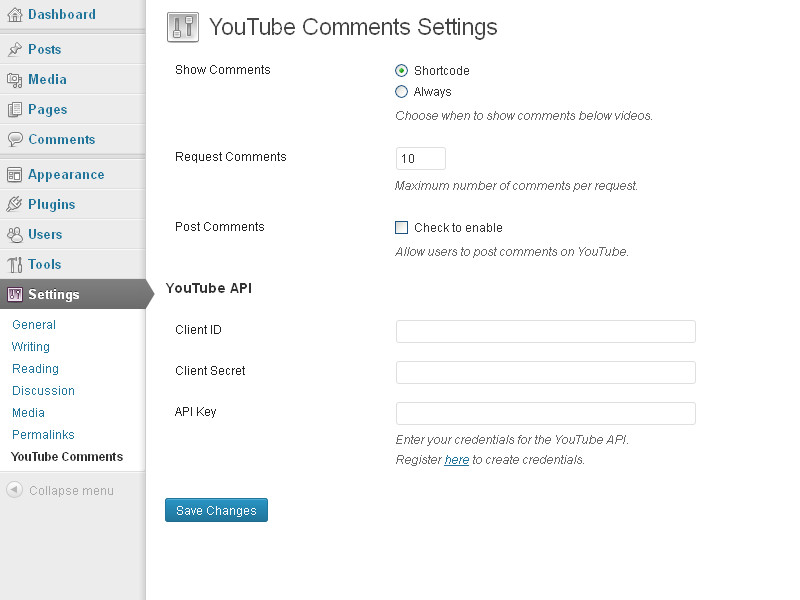 Dashboard
Posts
Media
Pages
Comments
Appearance
Plugins
Users
Tools
Settings
General
Writing
Reading
Discussion
Media
Permalinks
YouTube Comments
Collapse menu
YouTube Comments Settings
Show Comments
Shortcode
Always
Choose when to show comments below videos.
Request Comments
10
Maximum number of comments per request.
Post Comments
Check to enable
Allow users to post comments on YouTube.
YouTube API
Client ID
Client Secret
API Key
Enter your credentials for the YouTube API.
Register here to create credentials.
Save Changes